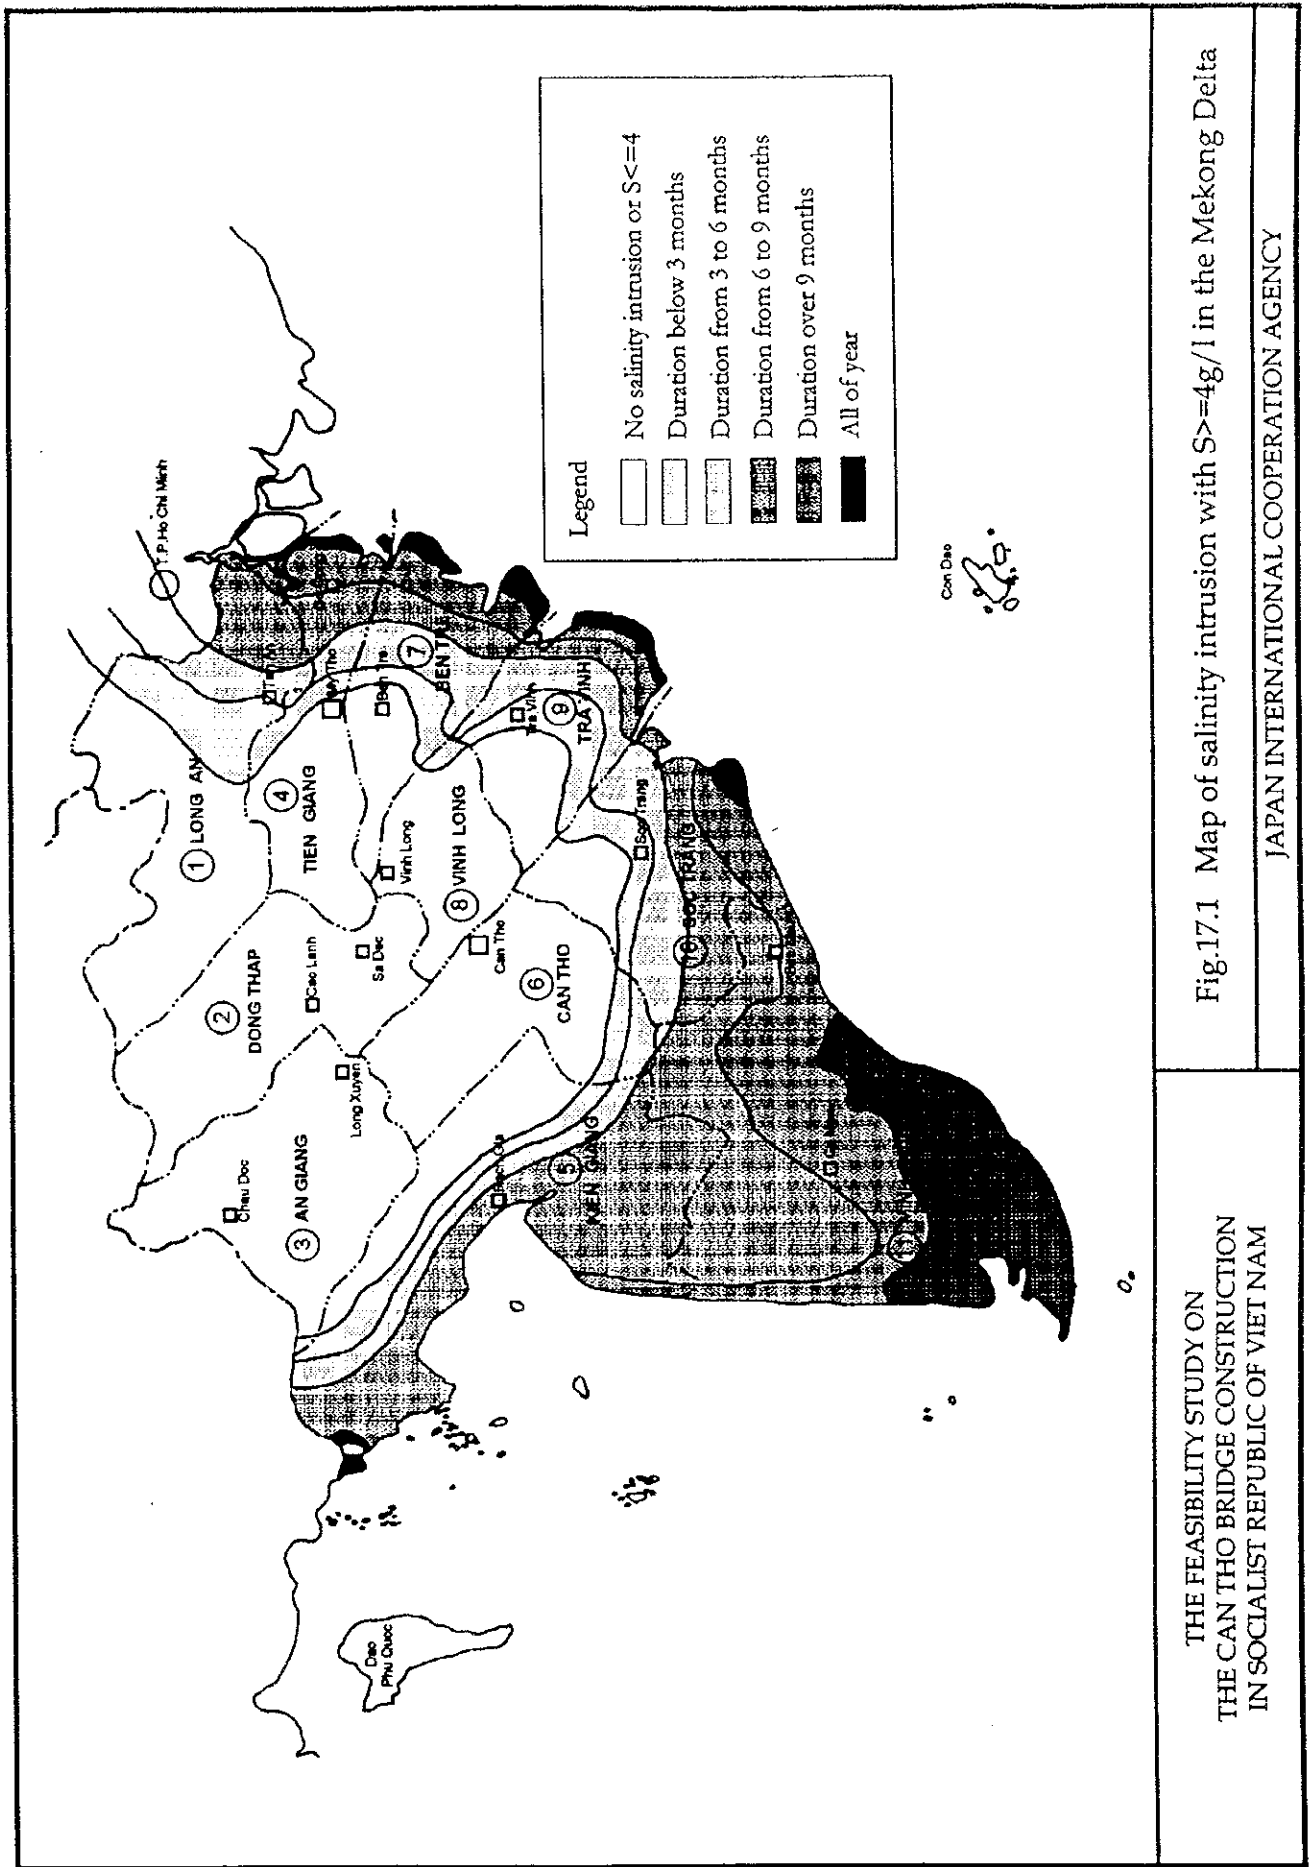 T.P.Ho Chi Minh
1 LONG AN
2
DONG THAP
3 AN GIANG
Chau Doc
4
TIEN GIANG
Cao Lanh
Long Xuyen
Sa Dec
Vinh Long
8 VINH LONG
Can Tho
6
CAN THO
7
BEN TRE
Ben Tre
My Tho
Tan An
9
TRA VINH
Tra Vinh
Soc Trang
SOC TRANG
5
KIEN GIANG
Rach Gia
Ca Mau
11
Dao
Phu Quoc
Con Dao
Legend
No salinity intrusion or S<=4
Duration below 3 months
Duration from 3 to 6 months
Duration from 6 to 9 months
Duration over 9 months
All of year
THE FEASIBILITY STUDY ON
THE CAN THO BRIDGE CONSTRUCTION
IN SOCIALIST REPUBLIC OF VIET NAM
Fig.17.1 Map of salinity intrusion with S>=4g/l in the Mekong Delta
JAPAN INTERNATIONAL COOPERATION AGENCY